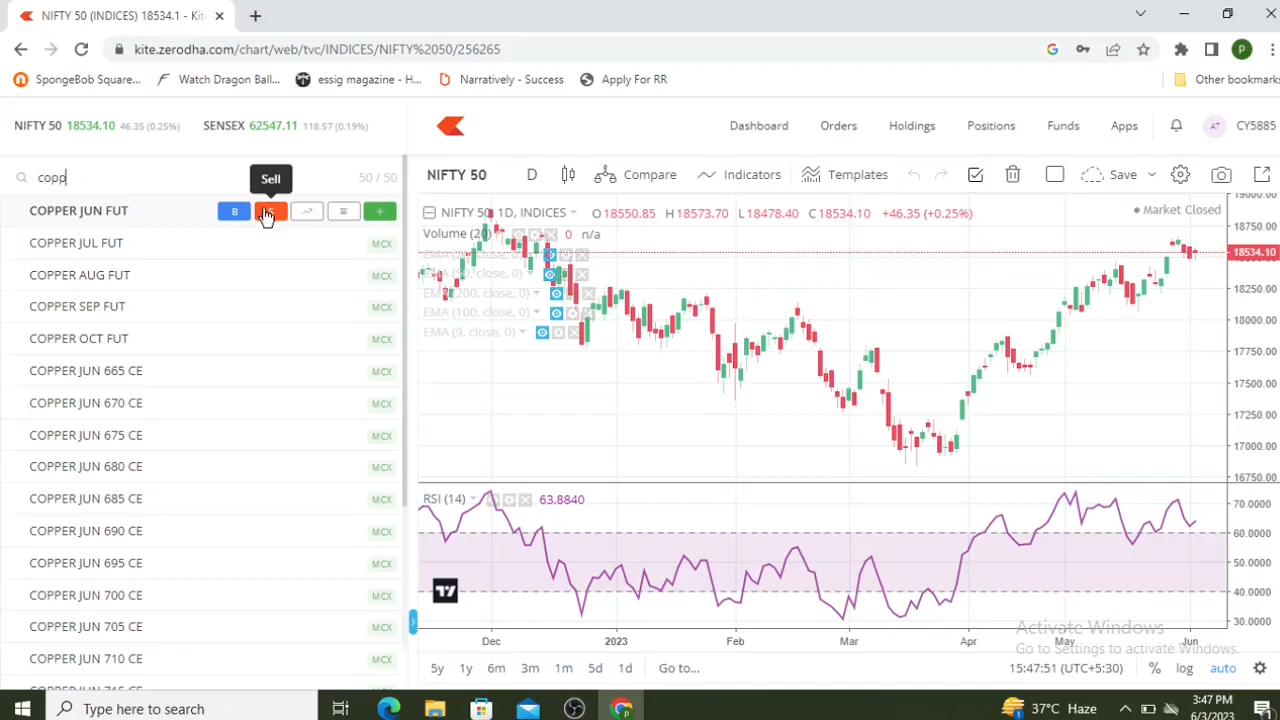 NIFTY 50 (INDICES) 18534.1 - Kit
kite.zerodha.com/chart/web/tvc/INDICES/NIFTY%2050/256265
P
SpongeBob Square...
Watch Dragon Ball...
essig magazine - H...
Narratively - Success
Apply For RR
Other bookmarks
NIFTY 50 18534.10 46.35 (0.25%)
SENSEX 62547.11 118.57 (0.19%)
Dashboard
Orders
Holdings
Positions
Funds
Apps
AT
CY5885
copp
Sell
50 / 50
COPPER JUN FUT
B
COPPER JUL FUT MCX
COPPER AUG FUT MCX
COPPER SEP FUT MCX
COPPER OCT FUT MCX
COPPER JUN 665 CE MCX
COPPER JUN 670 CE MCX
COPPER JUN 675 CE MCX
COPPER JUN 680 CE MCX
COPPER JUN 685 CE MCX
COPPER JUN 690 CE MCX
COPPER JUN 695 CE MCX
COPPER JUN 700 CE MCX
COPPER JUN 705 CE MCX
COPPER JUN 710 CE MCX
NIFTY 50
D
Compare
Indicators
Templates
Save
NIFTY 50, 1D, INDICES O18550.85 H18573.70 L18478.40 C18534.10 +46.35 (+0.25%)
Market Closed
Volume (20) 0 n/a
EMA (50, close, 0)
EMA (200, close, 0)
EMA (100, close, 0)
EMA (9, close, 0)
19000.00
18750.00
18534.10
18250.00
18000.00
17750.00
17500.00
17250.00
17000.00
16750.00
RSI (14) 63.8840
70.0000
60.0000
50.0000
40.0000
30.0000
Dec 2023 Feb Mar Apr May Jun
Activate Windows
Go to Settings to activate Windows.
5y 1y 6m 3m 1m 5d 1d Go to...
15:47:51 (UTC+5:30) % log auto
Type here to search
37°C Haze
3:47 PM
6/3/2023